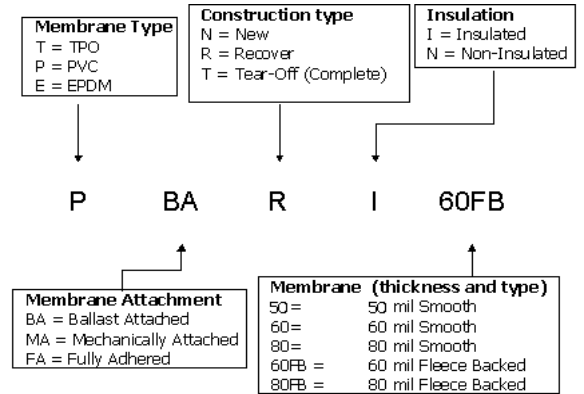 Membrane Type
T = TPO
P = PVC
E = EPDM
Construction type
N = New
R = Recover
T = Tear-Off (Complete)
Insulation
I = Insulated
N = Non-Insulated
P BA R I 60FB
Membrane Attachment
BA = Ballast Attached
MA = Mechanically Attached
FA = Fully Adhered
Membrane (thickness and type)
50= 50 mil Smooth
60= 60 mil Smooth
80= 80 mil Smooth
60FB = 60 mil Fleece Backed
80FB = 80 mil Fleece Backed